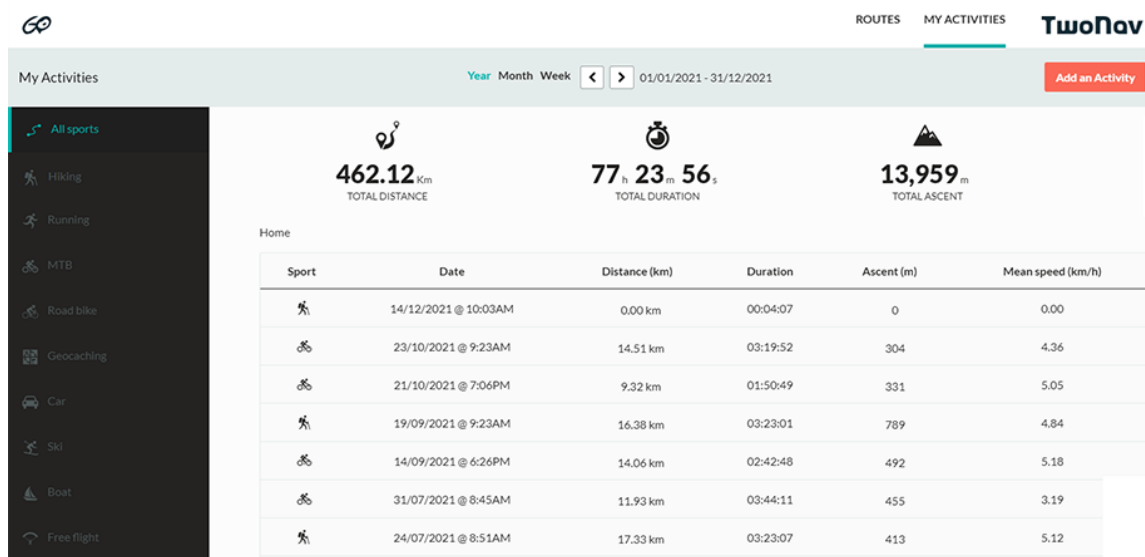 GO
ROUTES MY ACTIVITIES TwoNav
My Activities Year Month Week < > 01/01/2021 - 31/12/2021 Add an Activity
All sports
Hiking
Running
MTB
Road bike
Geocaching
Car
Ski
Boat
Free flight
462.12 Km 77 h 23 m 56 s 13,959 m
TOTAL DISTANCE TOTAL DURATION TOTAL ASCENT
Home
Sport Date Distance (km) Duration Ascent (m) Mean speed (km/h)
14/12/2021 @ 10:03AM 0.00 km 00:04:07 0 0.00
23/10/2021 @ 9:23AM 14.51 km 03:19:52 304 4.36
21/10/2021 @ 7:06PM 9.32 km 01:50:49 331 5.05
19/09/2021 @ 9:23AM 16.38 km 03:23:01 789 4.84
14/09/2021 @ 6:26PM 14.06 km 02:42:48 492 5.18
31/07/2021 @ 8:45AM 11.93 km 03:44:11 455 3.19
24/07/2021 @ 8:51AM 17.33 km 03:23:07 413 5.12